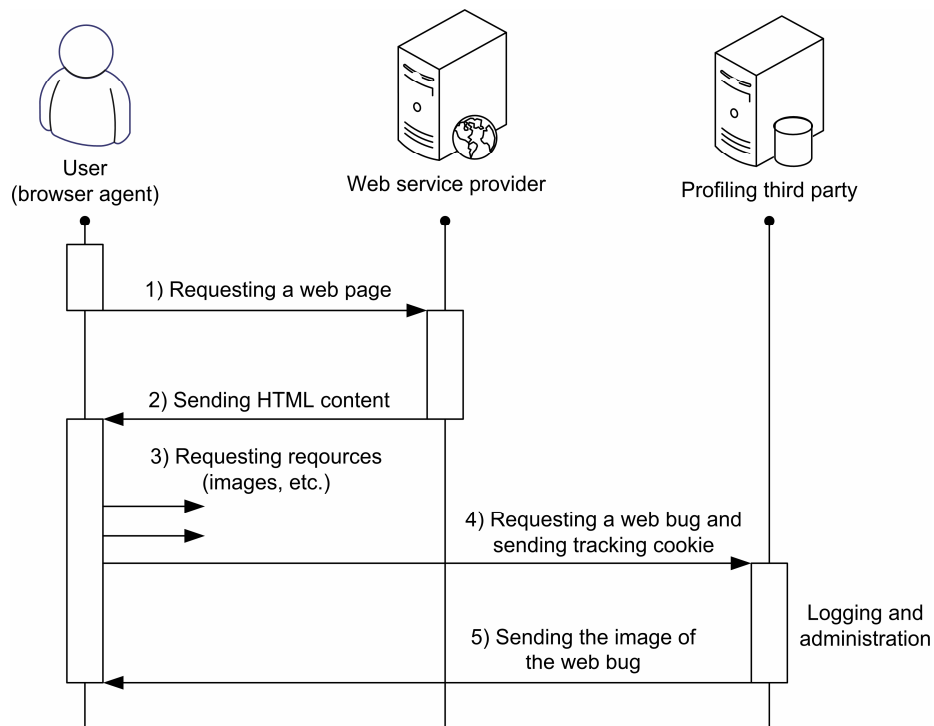 User
(browser agent)
Web service provider
Profiling third party
1) Requesting a web page
2) Sending HTML content
3) Requesting reqources
(images, etc.)
4) Requesting a web bug and
sending tracking cookie
Logging and
administration
5) Sending the image of
the web bug